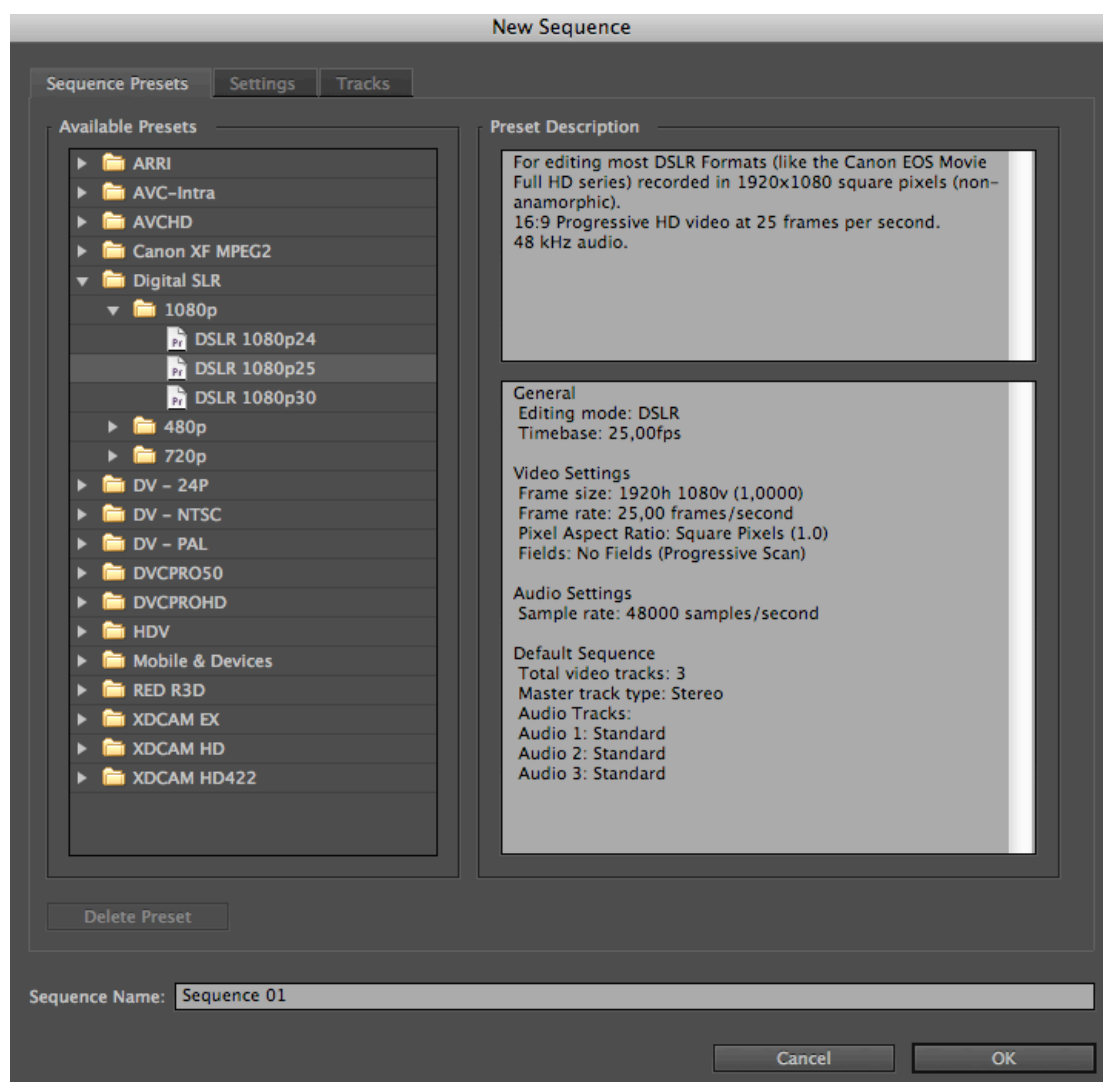 New Sequence
Sequence Presets
Settings
Tracks
Available Presets
ARRI
AVC-Intra
AVCHD
Canon XF MPEG2
Digital SLR
1080p
Pr DSLR 1080p24
Pr DSLR 1080p25
Pr DSLR 1080p30
480p
720p
DV - 24P
DV - NTSC
DV - PAL
DVCPRO50
DVCPROHD
HDV
Mobile & Devices
RED R3D
XDCAM EX
XDCAM HD
XDCAM HD422
Preset Description
For editing most DSLR Formats (like the Canon EOS Movie
Full HD series) recorded in 1920x1080 square pixels (non-
anamorphic).
16:9 Progressive HD video at 25 frames per second.
48 kHz audio.
General
Editing mode: DSLR
Timebase: 25,00fps
Video Settings
Frame size: 1920h 1080v (1,0000)
Frame rate: 25,00 frames/second
Pixel Aspect Ratio: Square Pixels (1.0)
Fields: No Fields (Progressive Scan)
Audio Settings
Sample rate: 48000 samples/second
Default Sequence
Total video tracks: 3
Master track type: Stereo
Audio Tracks:
Audio 1: Standard
Audio 2: Standard
Audio 3: Standard
Delete Preset
Sequence Name: Sequence 01
Cancel
OK